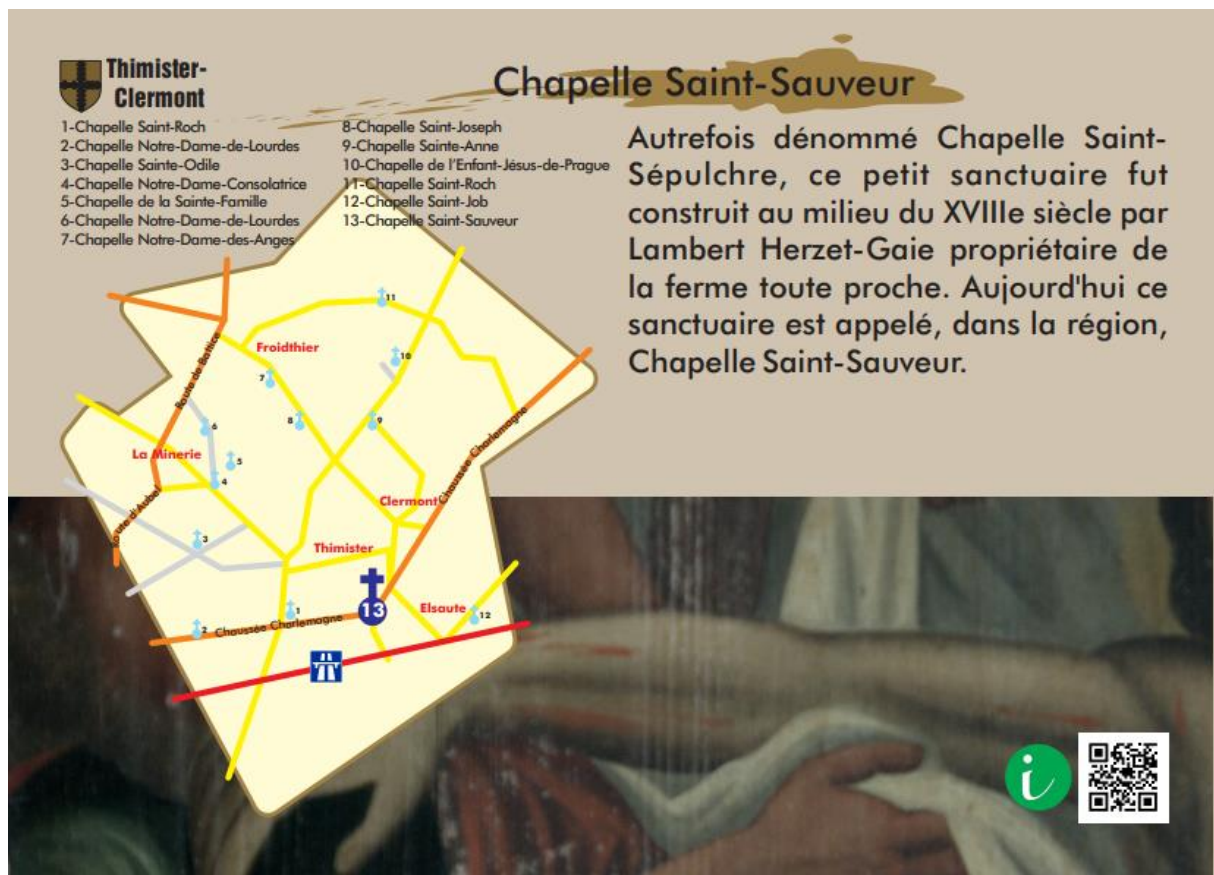 Thimister-
Clermont
Chapelle Saint-Sauveur
1-Chapelle Saint-Roch
2-Chapelle Notre-Dame-de-Lourdes
3-Chapelle Sainte-Odile
4-Chapelle Notre-Dame-Consolatrice
5-Chapelle de la Sainte-Famille
6-Chapelle Notre-Dame-de-Lourdes
7-Chapelle Notre-Dame-des-Anges
8-Chapelle Saint-Joseph
9-Chapelle Sainte-Anne
10-Chapelle de l'Enfant-Jésus-de-Prague
11-Chapelle Saint-Roch
12-Chapelle Saint-Job
13-Chapelle Saint-Sauveur
Autrefois dénommé Chapelle Saint-
Sépulchre, ce petit sanctuaire fut
construit au milieu du XVIIIe siècle par
Lambert Herzet-Gaie propriétaire de
la ferme toute proche. Aujourd'hui ce
sanctuaire est appelé, dans la région,
Chapelle Saint-Sauveur.
11
Froidthier
10
Route de Battice
7
8
9
6
Chaussée Charlemagne
La Minerie
5
4
Clermont
Route d'Aubel
3
Thimister
13
Elsaute
12
1
2
Chaussée Charlemagne
i